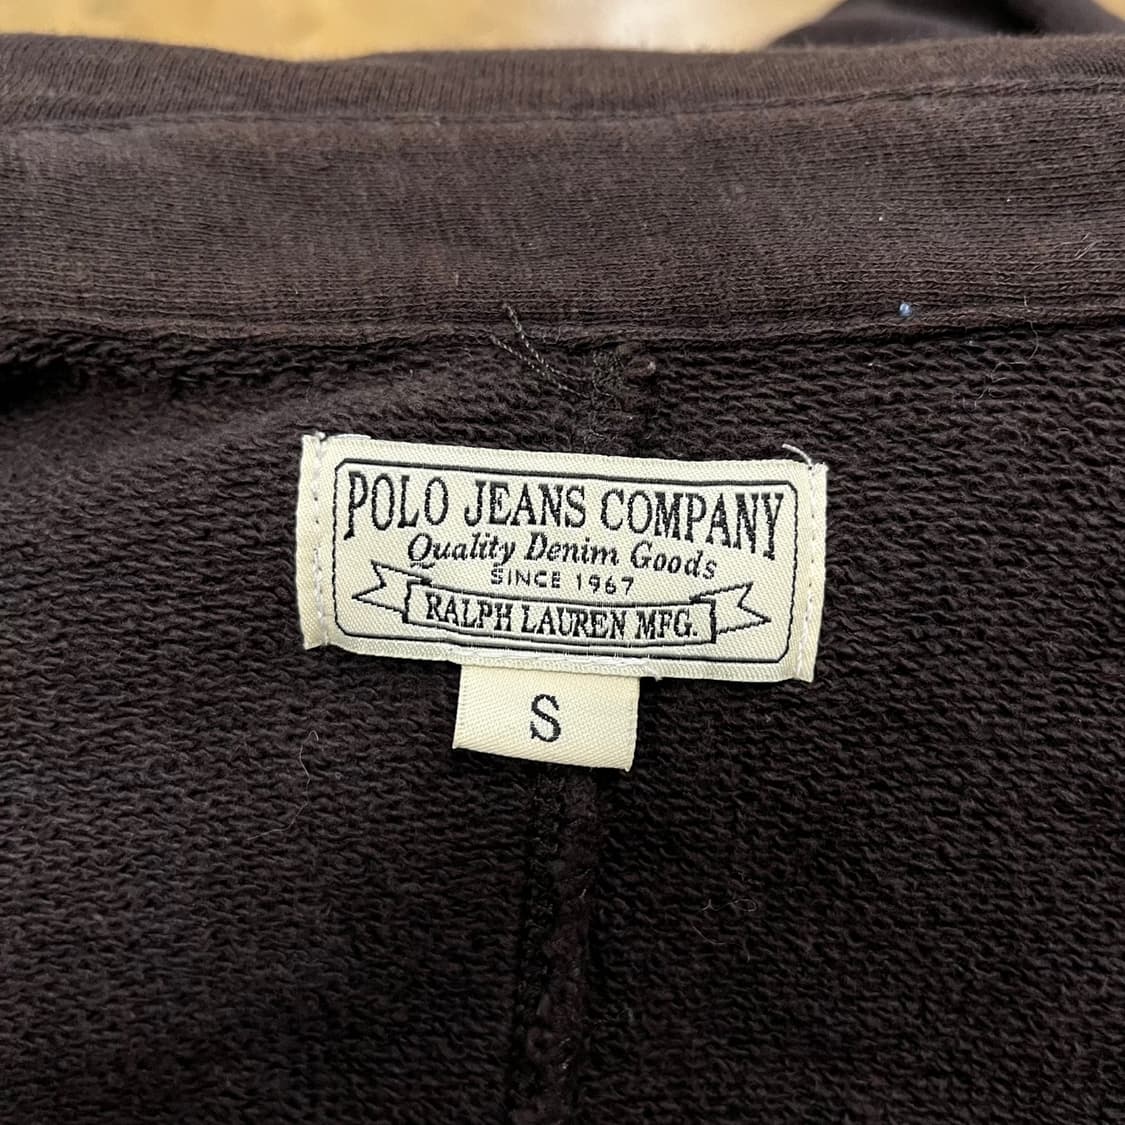 POLO JEANS COMPANY
Quality Denim Goods
SINCE 1967
RALPH LAUREN MFG.
S